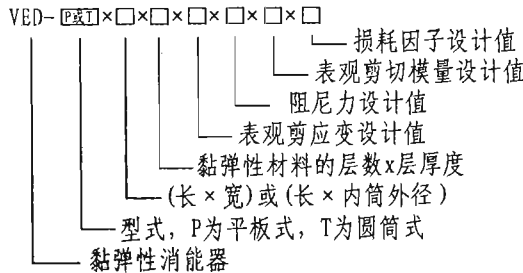 VED-P或T×□×□×□×□×□×□
损耗因子设计值
表观剪切模量设计值
阻尼力设计值
表观剪应变设计值
黏弹性材料的层数x层厚度
(长×宽)或(长×内筒外径)
型式，P为平板式，T为圆筒式
黏弹性消能器